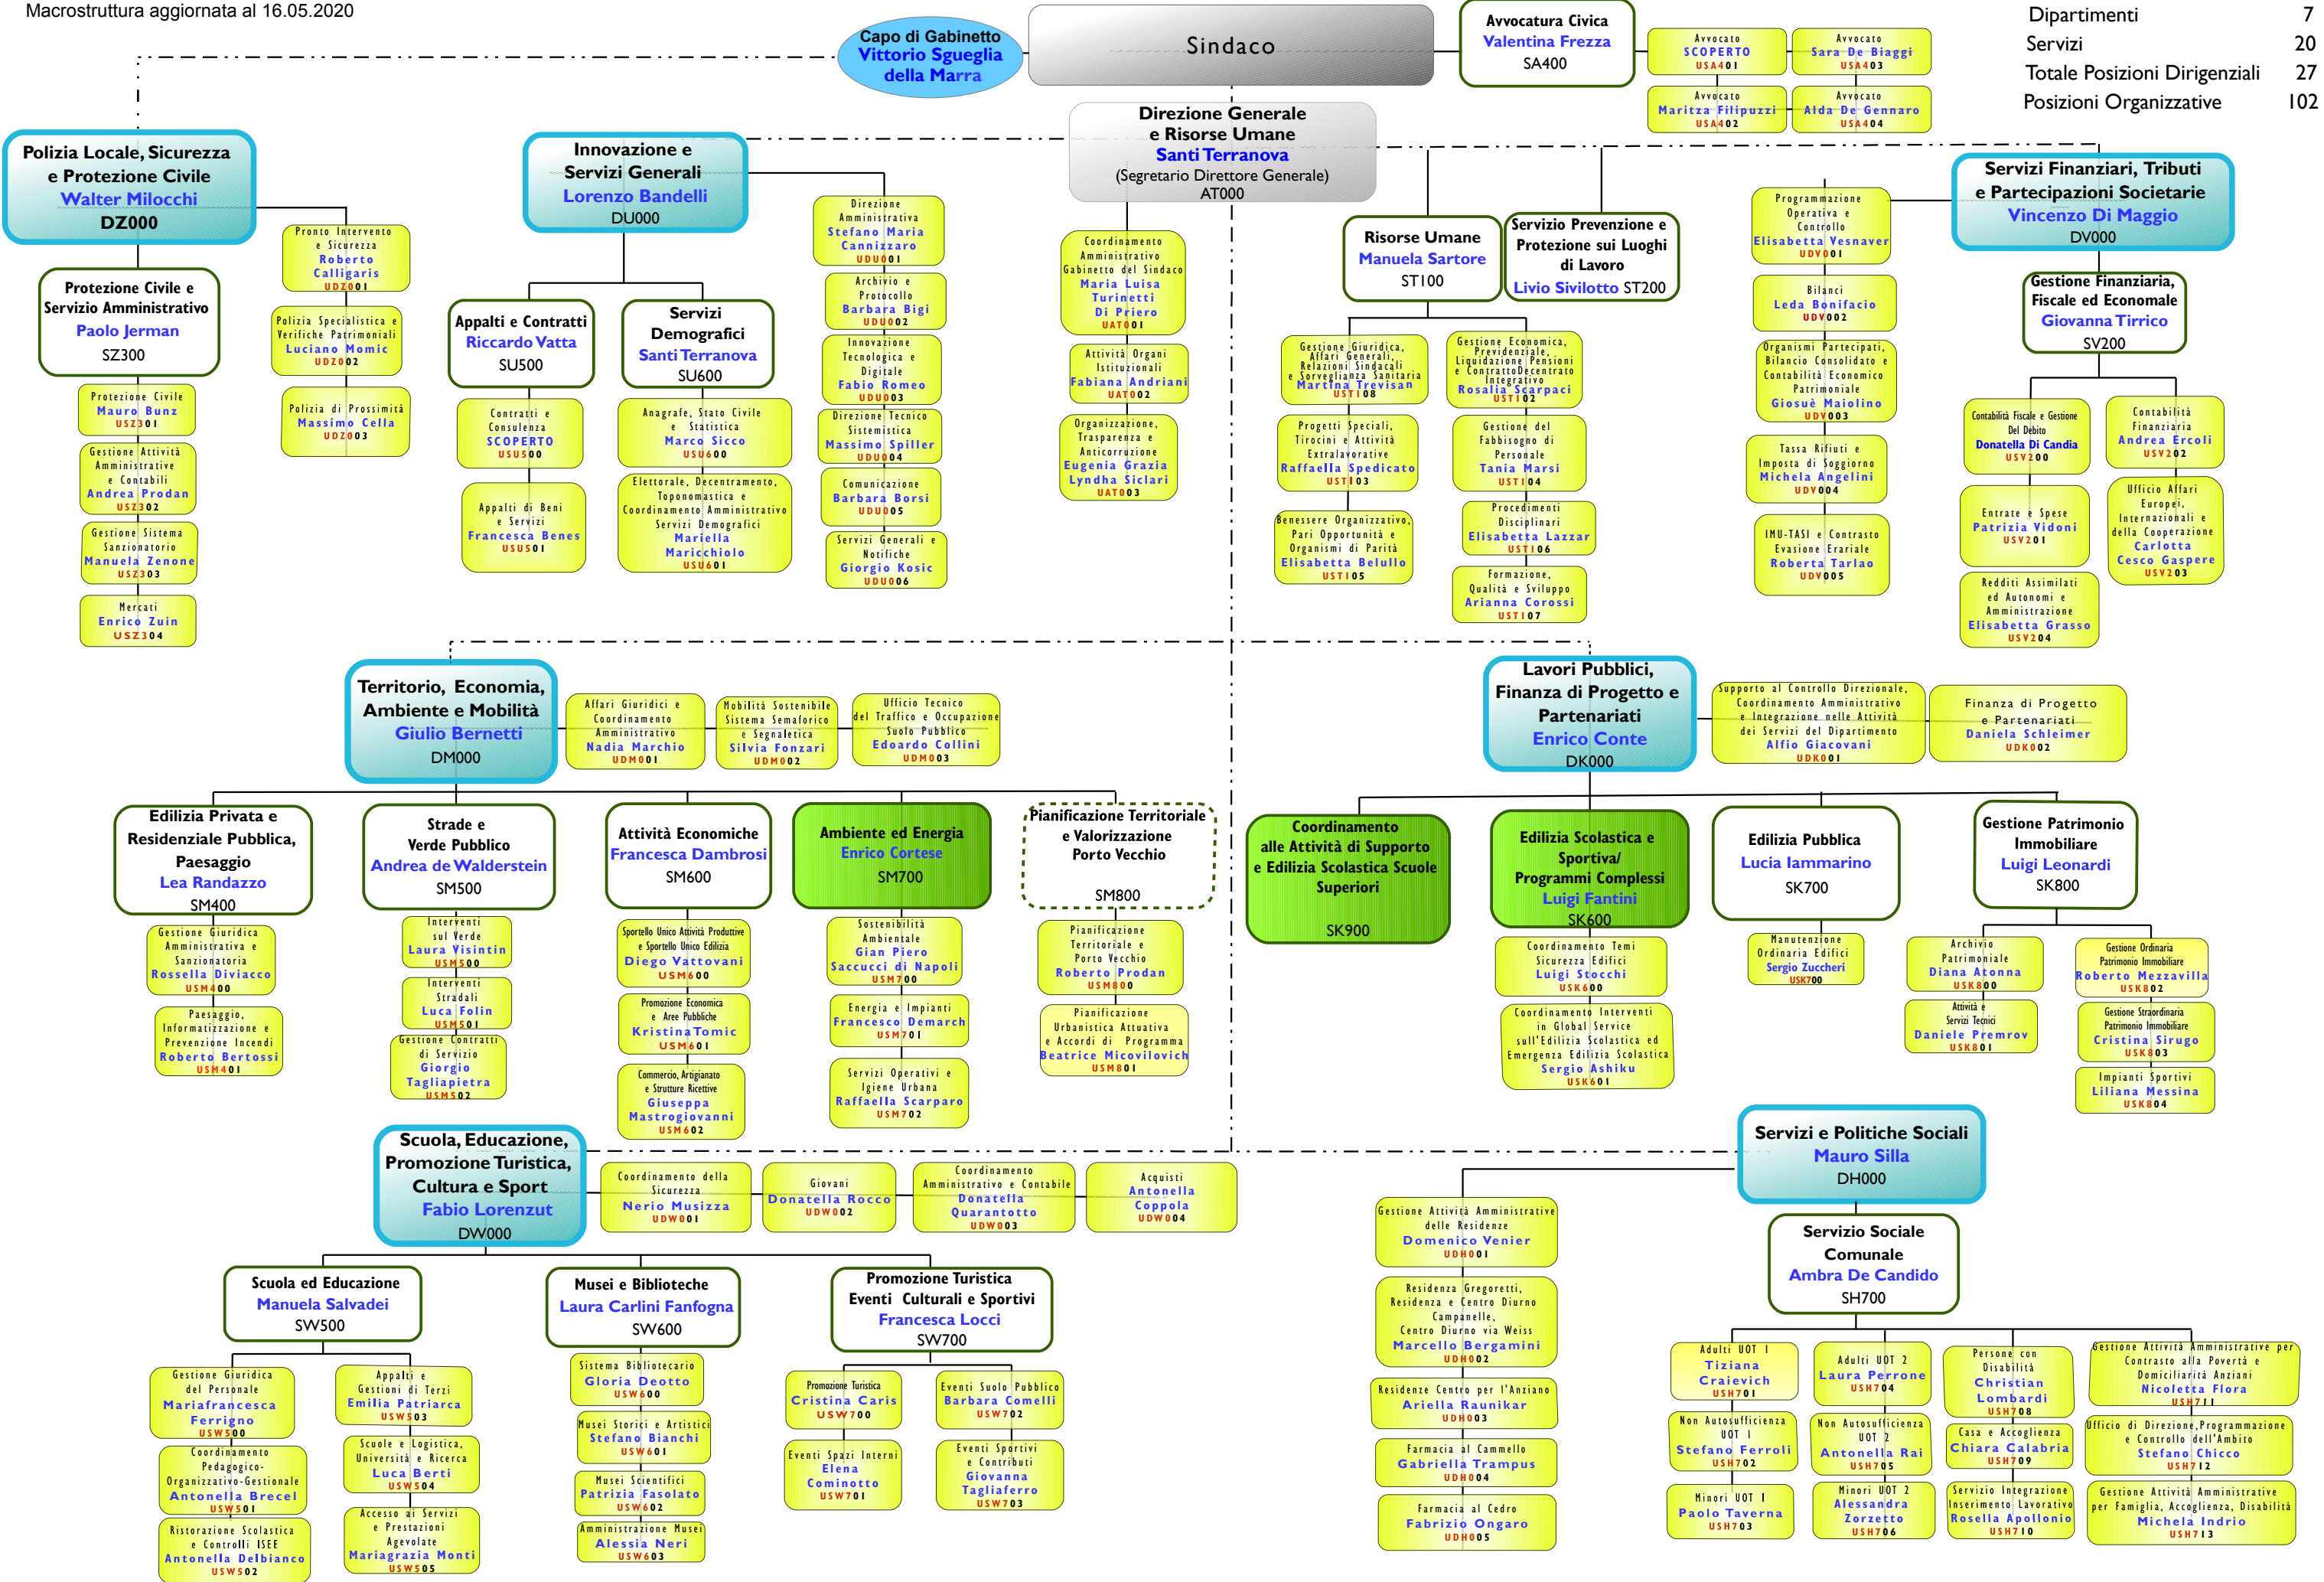 Macrostruttura aggiornata al 16.05.2020
Capo di Gabinetto
Vittorio Sgueglia
della Marra
Sindaco
Avvocatura Civica
Valentina Frezza
SA400
Avvocato
SCOPERTO
USA401
Avvocato
Sara De Biaggi
USA403
Avvocato
Maritza Filipuzzi
USA402
Avvocato
Alda De Gennaro
USA404
Dipartimenti 7
Servizi 20
Totale Posizioni Dirigenziali 27
Posizioni Organizzative 102
Direzione Generale
e Risorse Umane
Santi Terranova
(Segretario Direttore Generale)
AT000
Polizia Locale, Sicurezza
e Protezione Civile
Walter Milocchi
DZ000
Pronto Intervento
e Sicurezza
Roberto
Calligaris
UDZ001
Polizia Specialistica e
Verifiche Patrimoniali
Luciano Momic
UDZ002
Polizia di Prossimità
Massimo Cella
UDZ003
Protezione Civile e
Servizio Amministrativo
Paolo Jerman
SZ300
Protezione Civile
Mauro Bunz
USZ301
Gestione Attività
Amministrative
e Contabili
Andrea Prodan
USZ302
Gestione Sistema
Sanzionatorio
Manuela Zenone
USZ303
Mercati
Enrico Zuin
USZ304
Innovazione e
Servizi Generali
Lorenzo Bandelli
DU000
Appalti e Contratti
Riccardo Vatta
SU500
Contratti e
Consulenza
SCOPERTO
USU500
Appalti di Beni
e Servizi
Francesca Benes
USU501
Servizi
Demografici
Santi Terranova
SU600
Anagrafe, Stato Civile
e Statistica
Marco Sicco
USU600
Elettorale, Decentramento,
Toponomastica e
Coordinamento Amministrativo
Servizi Demografici
Mariella
Maricchiolo
USU601
Direzione
Amministrativa
Stefano Maria
Cannizzaro
UDU001
Archivio e
Protocollo
Barbara Bigi
UDU002
Innovazione
Tecnologica e
Digitale
Fabio Romeo
UDU003
Direzione Tecnico
Sistemistica
Massimo Spiller
UDU004
Comunicazione
Barbara Borsi
UDU005
Servizi Generali e
Notifiche
Giorgio Kosic
UDU006
Coordinamento
Amministrativo
Gabinetto del Sindaco
Maria Luisa
Turinetti
Di Priero
UAT001
Attività Organi
Istituzionali
Fabiana Andriani
UAT002
Organizzazione,
Trasparenza e
Anticorruzione
Eugenia Grazia
Lyndha Siclari
UAT003
Risorse Umane
Manuela Sartore
ST100
Servizio Prevenzione e
Protezione sui Luoghi
di Lavoro
Livio Sivilotto ST200
Gestione Giuridica,
Affari Generali,
Relazioni Sindacali
e Sorveglianza Sanitaria
Martina Trevisan
UST108
Progetti Speciali,
Tirocini e Attività
Extralavorative
Raffaella Spedicato
UST103
Benessere Organizzativo,
Pari Opportunità e
Organismi di Parità
Elisabetta Belullo
UST105
Gestione Economica,
Previdenziale,
Liquidazione Pensioni
e ContrattoDecentrato
Integrativo
Rosalia Scarpaci
UST102
Gestione del
Fabbisogno di
Personale
Tania Marsi
UST104
Procedimenti
Disciplinari
Elisabetta Lazzar
UST106
Formazione,
Qualità e Sviluppo
Arianna Corossi
UST107
Servizi Finanziari, Tributi
e Partecipazioni Societarie
Vincenzo Di Maggio
DV000
Programmazione
Operativa e
Controllo
Elisabetta Vesnaver
UDV001
Bilanci
Leda Bonifacio
UDV002
Organismi Partecipati,
Bilancio Consolidato e
Contabilità Economico
Patrimoniale
Giosuè Maiolino
UDV003
Tassa Rifiuti e
Imposta di Soggiorno
Michela Angelini
UDV004
IMU-TASI e Contrasto
Evasione Erariale
Roberta Tarlao
UDV005
Gestione Finanziaria,
Fiscale ed Economale
Giovanna Tirrico
SV200
Contabilità Fiscale e Gestione
Del Debito
Donatella Di Candia
USV200
Entrate e Spese
Patrizia Vidoni
USV201
Redditi Assimilati
ed Autonomi e
Amministrazione
Elisabetta Grasso
USV204
Contabilità
Finanziaria
Andrea Ercoli
USV202
Ufficio Affari
Europei,
Internazionali e
della Cooperazione
Carlotta
Cesco Gaspere
USV203
Territorio, Economia,
Ambiente e Mobilità
Giulio Bernetti
DM000
Affari Giuridici e
Coordinamento
Amministrativo
Nadia Marchio
UDM001
Mobilità Sostenibile
Sistema Semaforico
e Segnaletica
Silvia Fonzari
UDM002
Ufficio Tecnico
del Traffico e Occupazione
Suolo Pubblico
Edoardo Collini
UDM003
Edilizia Privata e
Residenziale Pubblica,
Paesaggio
Lea Randazzo
SM400
Gestione Giuridica
Amministrativa e
Sanzionatoria
Rossella Diviacco
USM400
Paesaggio,
Informatizzazione e
Prevenzione Incendi
Roberto Bertossi
USM401
Strade e
Verde Pubblico
Andrea de Walderstein
SM500
Interventi
sul Verde
Laura Visintin
USM500
Interventi
Stradali
Luca Folin
USM501
Gestione Contratti
di Servizio
Giorgio
Tagliapietra
USM502
Attività Economiche
Francesca Dambrosi
SM600
Sportello Unico Attività Produttive
e Sportello Unico Edilizia
Diego Vattovani
USM600
Promozione Economica
e Aree Pubbliche
Kristina Tomic
USM601
Commercio, Artigianato
e Strutture Ricettive
Giuseppa
Mastrogiovanni
USM602
Ambiente ed Energia
Enrico Cortese
SM700
Sostenibilità
Ambientale
Gian Piero
Saccucci di Napoli
USM700
Energia e Impianti
Francesco Demarch
USM701
Servizi Operativi e
Igiene Urbana
Raffaella Scarparo
USM702
Pianificazione Territoriale
e Valorizzazione
Porto Vecchio
SM800
Pianificazione
Territoriale e
Porto Vecchio
Roberto Prodan
USM800
Pianificazione
Urbanistica Attuativa
e Accordi di Programma
Beatrice Micovilovich
USM801
Lavori Pubblici,
Finanza di Progetto e
Partenariati
Enrico Conte
DK000
Supporto al Controllo Direzionale,
Coordinamento Amministrativo
e Integrazione nelle Attività
dei Servizi del Dipartimento
Alfio Giacovani
UDK001
Finanza di Progetto
e Partenariati
Daniela Schleimer
UDK002
Coordinamento
alle Attività di Supporto
e Edilizia Scolastica Scuole
Superiori
SK900
Edilizia Scolastica e
Sportiva/
Programmi Complessi
Luigi Fantini
SK600
Coordinamento Temi
Sicurezza Edifici
Luigi Stocchi
USK600
Coordinamento Interventi
in Global Service
sull'Edilizia Scolastica ed
Emergenza Edilizia Scolastica
Sergio Ashiku
USK601
Edilizia Pubblica
Lucia Iammarino
SK700
Manutenzione
Ordinaria Edifici
Sergio Zuccheri
USK700
Gestione Patrimonio
Immobiliare
Luigi Leonardi
SK800
Archivio
Patrimoniale
Diana Atonna
USK800
Attività e
Servizi Tecnici
Daniele Premrov
USK801
Gestione Ordinaria
Patrimonio Immobiliare
Roberto Mezzavilla
USK802
Gestione Straordinaria
Patrimonio Immobiliare
Cristina Sirugo
USK803
Impianti Sportivi
Liliana Messina
USK804
Scuola, Educazione,
Promozione Turistica,
Cultura e Sport
Fabio Lorenzut
DW000
Coordinamento della
Sicurezza
Nerio Musizza
UDW001
Giovani
Donatella Rocco
UDW002
Coordinamento
Amministrativo e Contabile
Donatella
Quarantotto
UDW003
Acquisti
Antonella
Coppola
UDW004
Scuola ed Educazione
Manuela Salvadei
SW500
Gestione Giuridica
del Personale
Mariafrancesca
Ferrigno
USW500
Coordinamento
Pedagogico-
Organizzativo-Gestionale
Antonella Brecel
USW501
Ristorazione Scolastica
e Controlli ISEE
Antonella Delbianco
USW502
Appalti e
Gestioni di Terzi
Emilia Patriarca
USW503
Scuole e Logistica,
Università e Ricerca
Luca Berti
USW504
Accesso ai Servizi
e Prestazioni
Agevolate
Mariagrazia Monti
USW505
Musei e Biblioteche
Laura Carlini Fanfogna
SW600
Sistema Bibliotecario
Gloria Deotto
USW600
Musei Storici e Artistici
Stefano Bianchi
USW601
Musei Scientifici
Patrizia Fasolato
USW602
Amministrazione Musei
Alessia Neri
USW603
Promozione Turistica
Eventi Culturali e Sportivi
Francesca Locci
SW700
Promozione Turistica
Cristina Caris
USW700
Eventi Spazi Interni
Elena
Cominotto
USW701
Eventi Suolo Pubblico
Barbara Comelli
USW702
Eventi Sportivi
e Contributi
Giovanna
Tagliaferro
USW703
Servizi e Politiche Sociali
Mauro Silla
DH000
Gestione Attività Amministrative
delle Residenze
Domenico Venier
UDH001
Residenza Gregoretti,
Residenza e Centro Diurno
Campanelle,
Centro Diurno via Weiss
Marcello Bergamini
UDH002
Residenze Centro per l'Anziano
Ariella Raunikar
UDH003
Farmacia al Cammello
Gabriella Trampus
UDH004
Farmacia al Cedro
Fabrizio Ongaro
UDH005
Servizio Sociale
Comunale
Ambra De Candido
SH700
Adulti UOT 1
Tiziana
Craievich
USH701
Non Autosufficienza
UOT 1
Stefano Ferroli
USH702
Minori UOT 1
Paolo Taverna
USH703
Adulti UOT 2
Laura Perrone
USH704
Non Autosufficienza
UOT 2
Antonella Rai
USH705
Minori UOT 2
Alessandra
Zorzetto
USH706
Persone con
Disabilità
Christian
Lombardi
USH708
Casa e Accoglienza
Chiara Calabria
USH709
Servizio Integrazione
Inserimento Lavorativo
Rosella Apollonio
USH710
Gestione Attività Amministrative per
Contrasto alla Povertà e
Domiciliarità Anziani
Nicoletta Flora
USH711
Ufficio di Direzione,Programmazione
e Controllo dell'Ambito
Stefano Chicco
USH712
Gestione Attività Amministrative
per Famiglia, Accoglienza, Disabilità
Michela Indrio
USH713